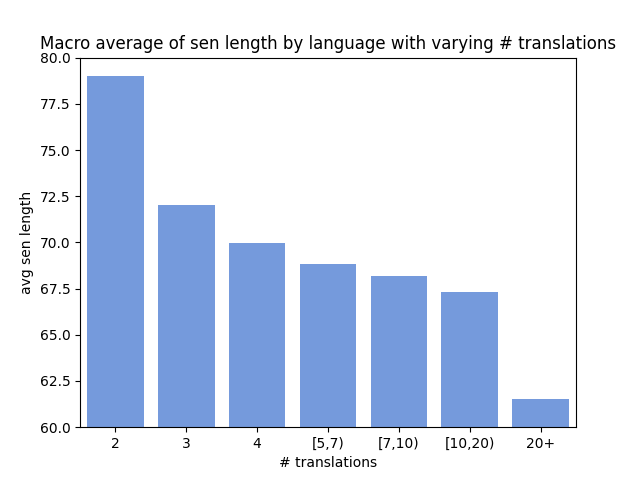 Macro average of sen length by language with varying # translations
80.0
77.5
75.0
72.5
70.0
67.5
65.0
62.5
60.0
avg sen length
2 3 4 [5,7) [7,10) [10,20) 20+
# translations